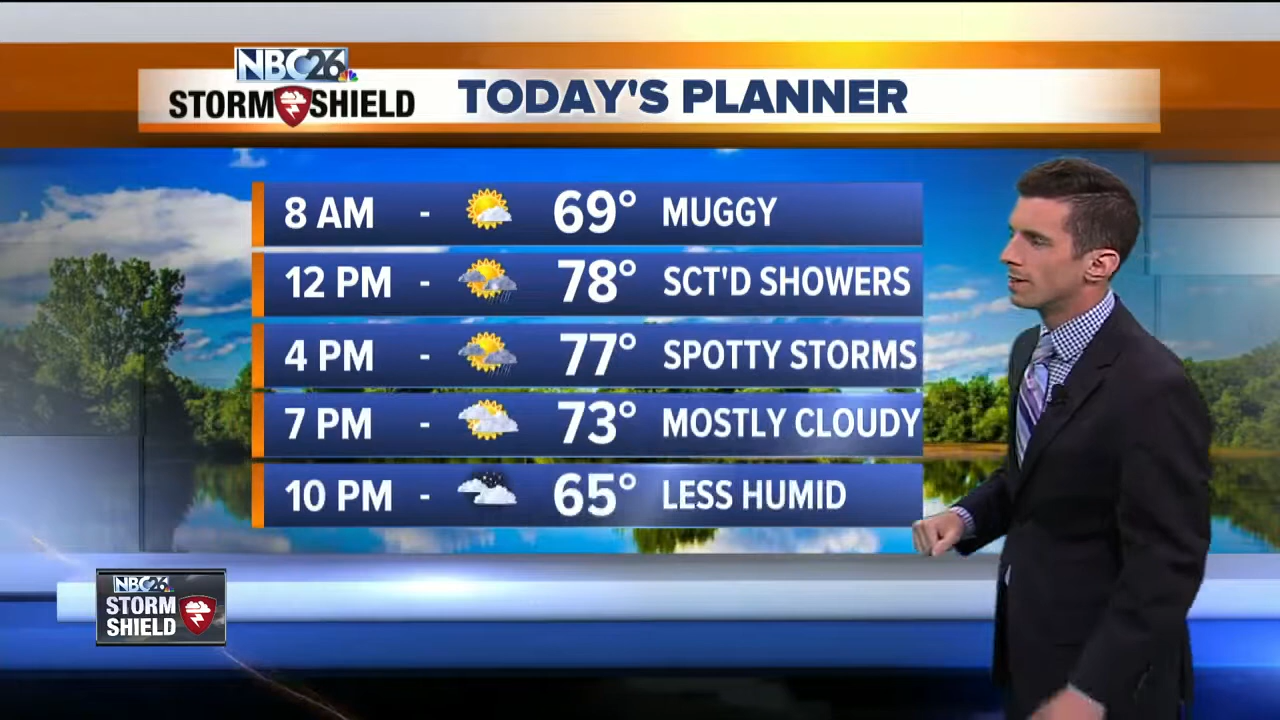 NBC26
STORM SHIELD
TODAY'S PLANNER
8 AM - 69° MUGGY
12 PM - 78° SCT'D SHOWERS
4 PM - 77° SPOTTY STORMS
7 PM - 73° MOSTLY CLOUDY
10 PM - 65° LESS HUMID
NBC26
STORM
SHIELD